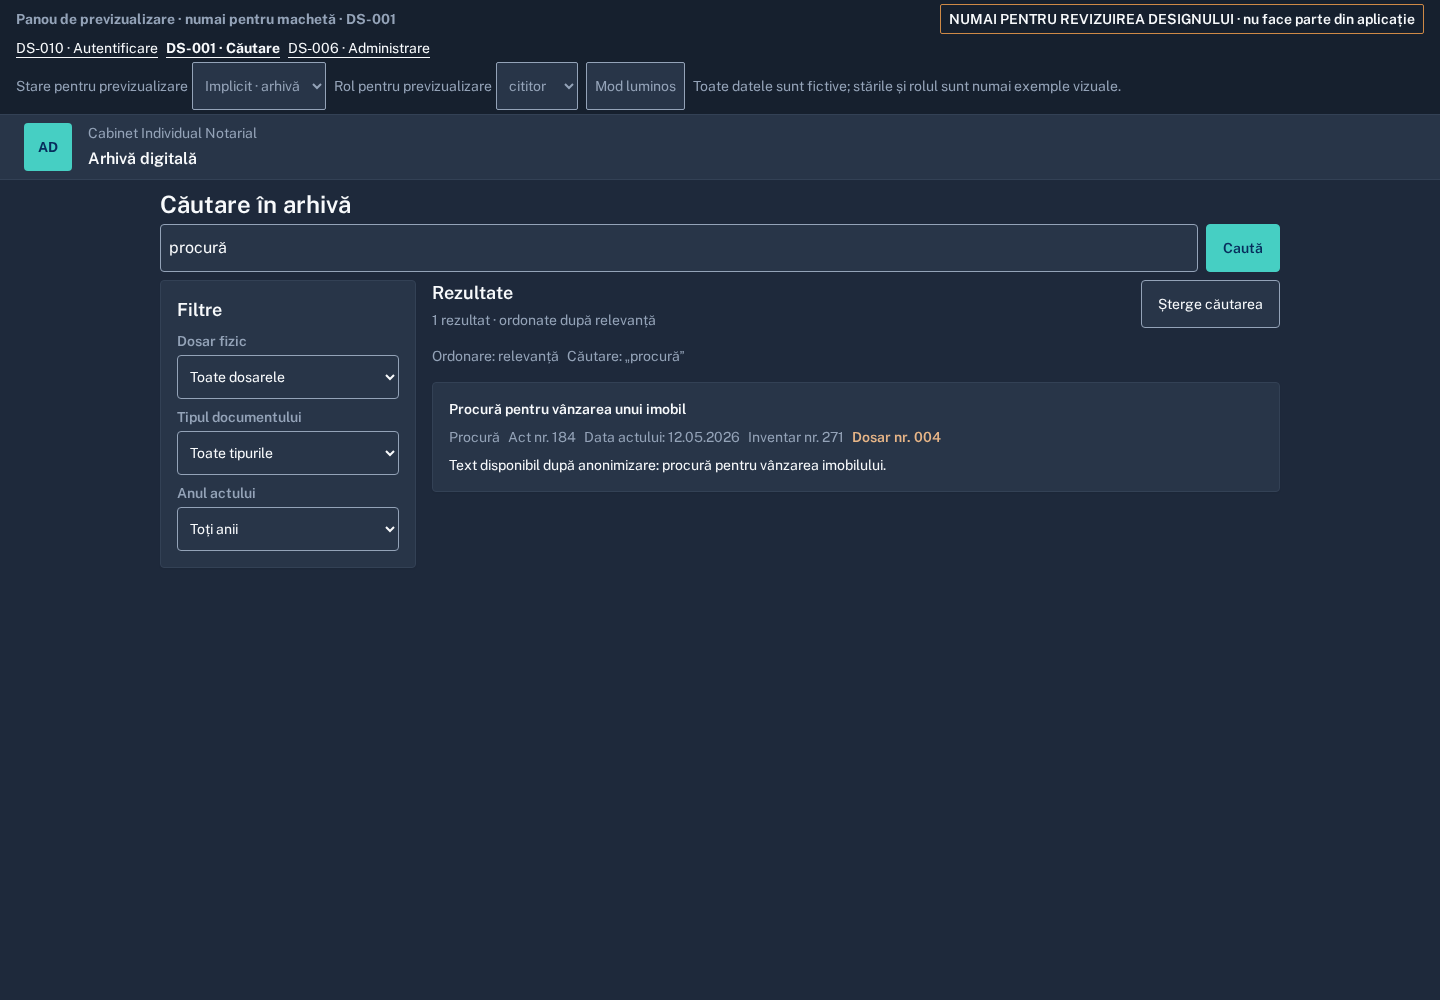 Panou de previzualizare · numai pentru machetă · DS-001
NUMAI PENTRU REVIZUIREA DESIGNULUI · nu face parte din aplicație
DS-010 · Autentificare DS-001 · Căutare DS-006 · Administrare
Stare pentru previzualizare Implicit · arhivă Rol pentru previzualizare cititor Mod luminos Toate datele sunt fictive; stările și rolul sunt numai exemple vizuale.
AD
Cabinet Individual Notarial
Arhivă digitală
Căutare în arhivă
procură
Caută
Filtre
Dosar fizic
Toate dosarele
Tipul documentului
Toate tipurile
Anul actului
Toți anii
Rezultate
1 rezultat · ordonate după relevanță
Șterge căutarea
Ordonare: relevanță Căutare: „procură”
Procură pentru vânzarea unui imobil
Procură Act nr. 184 Data actului: 12.05.2026 Inventar nr. 271 Dosar nr. 004
Text disponibil după anonimizare: procură pentru vânzarea imobilului.